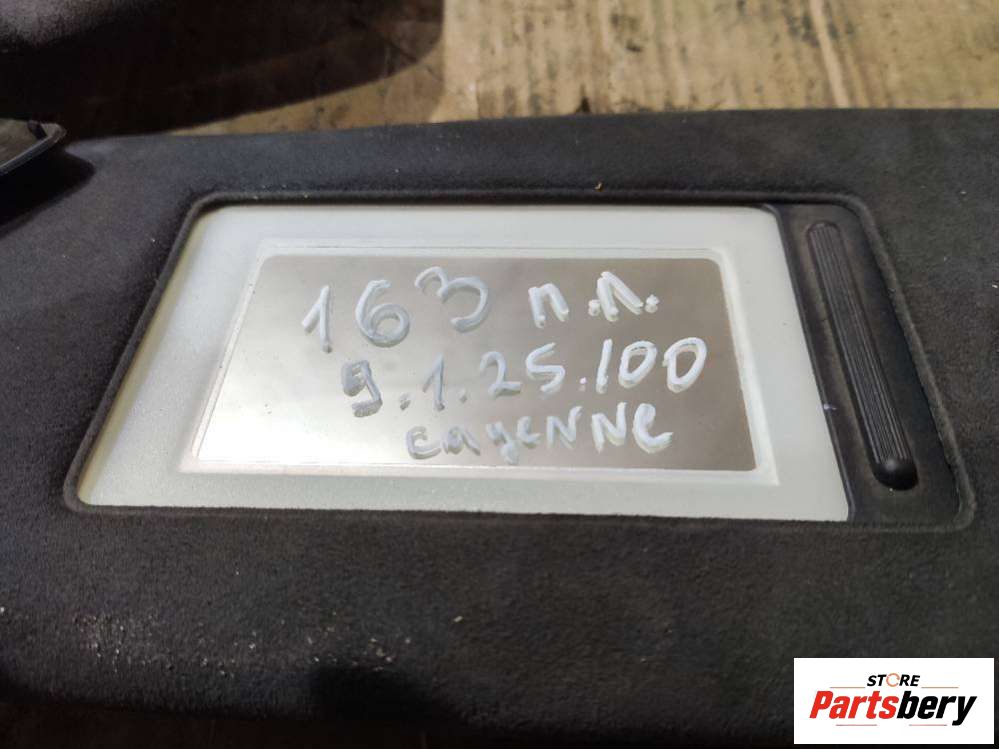 163 п.л.
9.1.25.100
cayenne
STORE
Partsbery